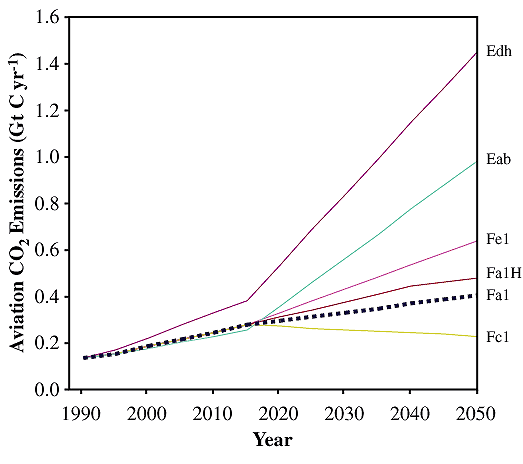 1.6
1.4
1.2
1.0
0.8
0.6
0.4
0.2
0.0
Aviation CO2 Emissions (Gt C yr-1)
Edh
Eab
Fe1
Fa1H
Fa1
Fc1
1990 2000 2010 2020 2030 2040 2050
Year